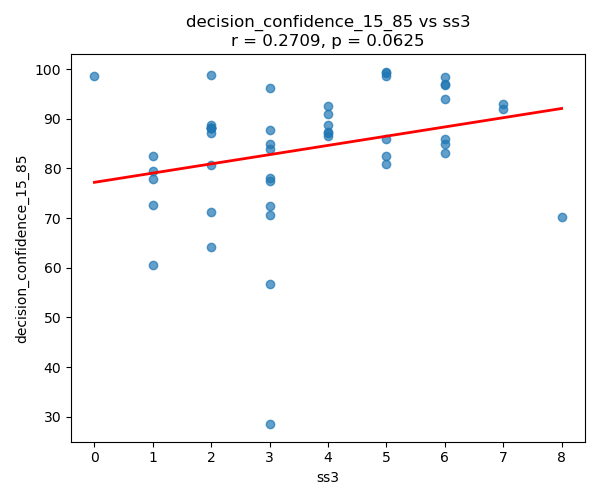 decision_confidence_15_85 vs ss3
r = 0.2709, p = 0.0625
100
90
80
70
60
50
40
30
decision_confidence_15_85
0 1 2 3 4 5 6 7 8
ss3